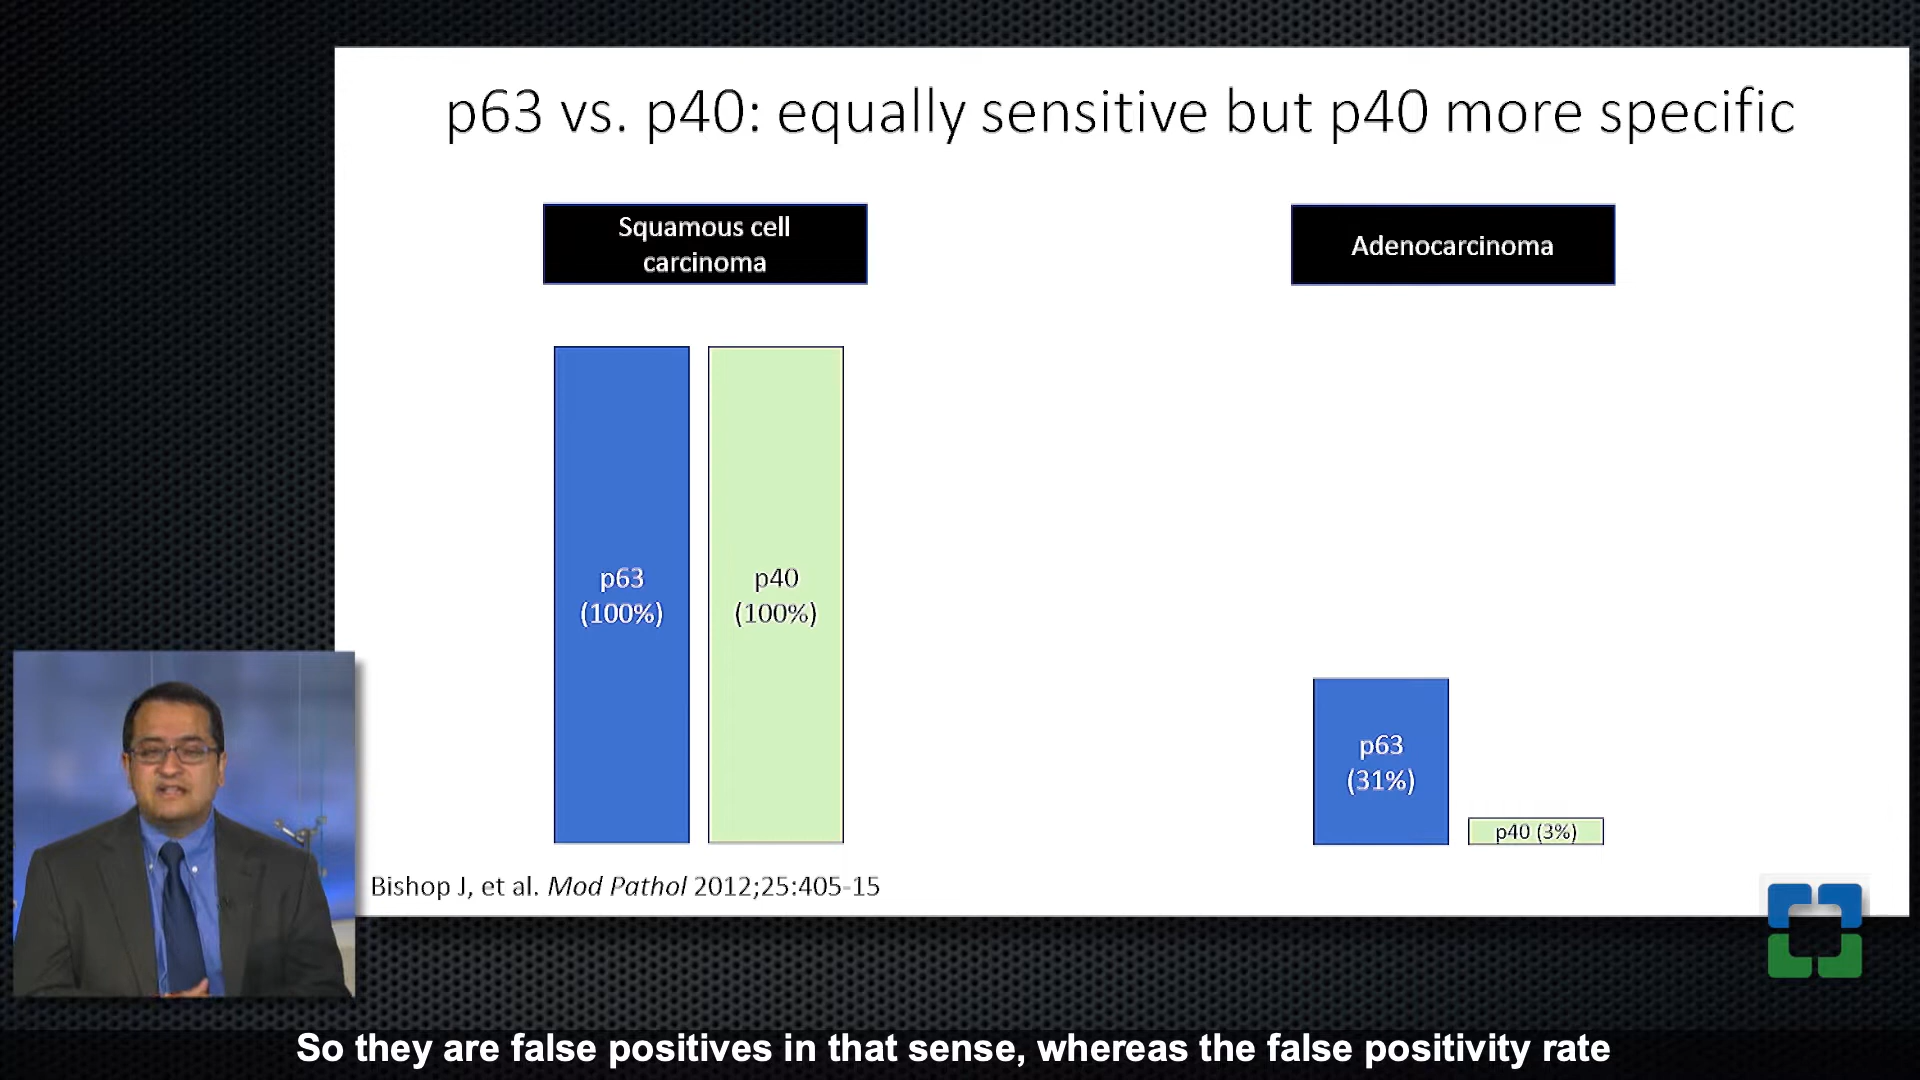 p63 vs. p40: equally sensitive but p40 more specific
Squamous cell
carcinoma
Adenocarcinoma
p63
(100%)
p40
(100%)
p63
(31%)
p40 (3%)
Bishop J, et al. Mod Pathol 2012;25:405-15
So they are false positives in that sense, whereas the false positivity rate